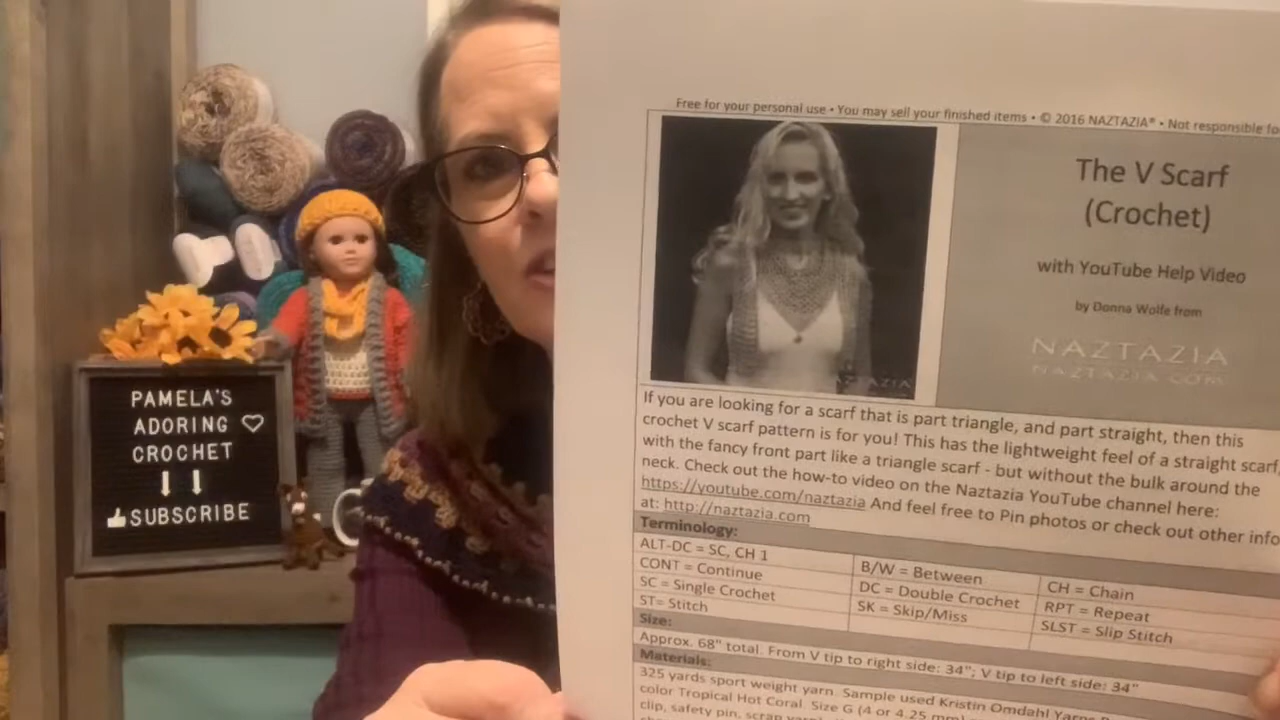 PAMELA'S
ADORING
CROCHET
SUBSCRIBE
Free for your personal use • You may sell your finished items • © 2016 NAZTAZIA® • Not responsible fo
NAZTAZIA
The V Scarf
(Crochet)
with YouTube Help Video
by Donna Wolfe from
NAZTAZIA
NAZTAZIA.COM
If you are looking for a scarf that is part triangle, and part straight, then this
crochet V scarf pattern is for you! This has the lightweight feel of a straight scarf,
with the fancy front part like a triangle scarf - but without the bulk around the
neck. Check out the how-to video on the Naztazia YouTube channel here:
https://youtube.com/naztazia And feel free to Pin photos or check out other info
at: http://naztazia.com
Terminology:
ALT-DC = SC, CH 1
B/W = Between
CH = Chain
CONT = Continue
DC = Double Crochet
RPT = Repeat
SC = Single Crochet
SK = Skip/Miss
SLST = Slip Stitch
ST= Stitch
Size:
Approx. 68" total. From V tip to right side: 34"; V tip to left side: 34"
Materials:
325 yards sport weight yarn. Sample used Kristin Omdahl Yarns
color Tropical Hot Coral. Size G (4 or 4.25 mm)
clip, safety pin, scrap